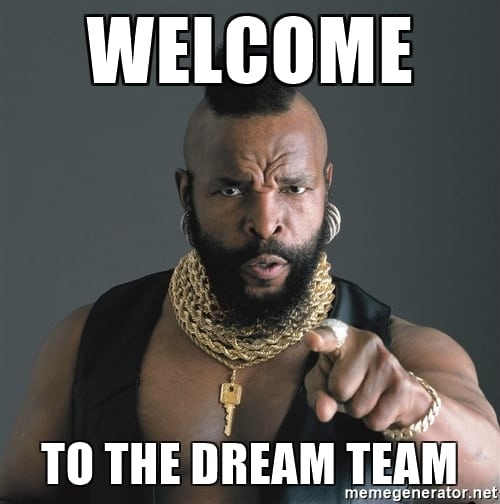 WELCOME
TO THE DREAM TEAM
memegenerator.net